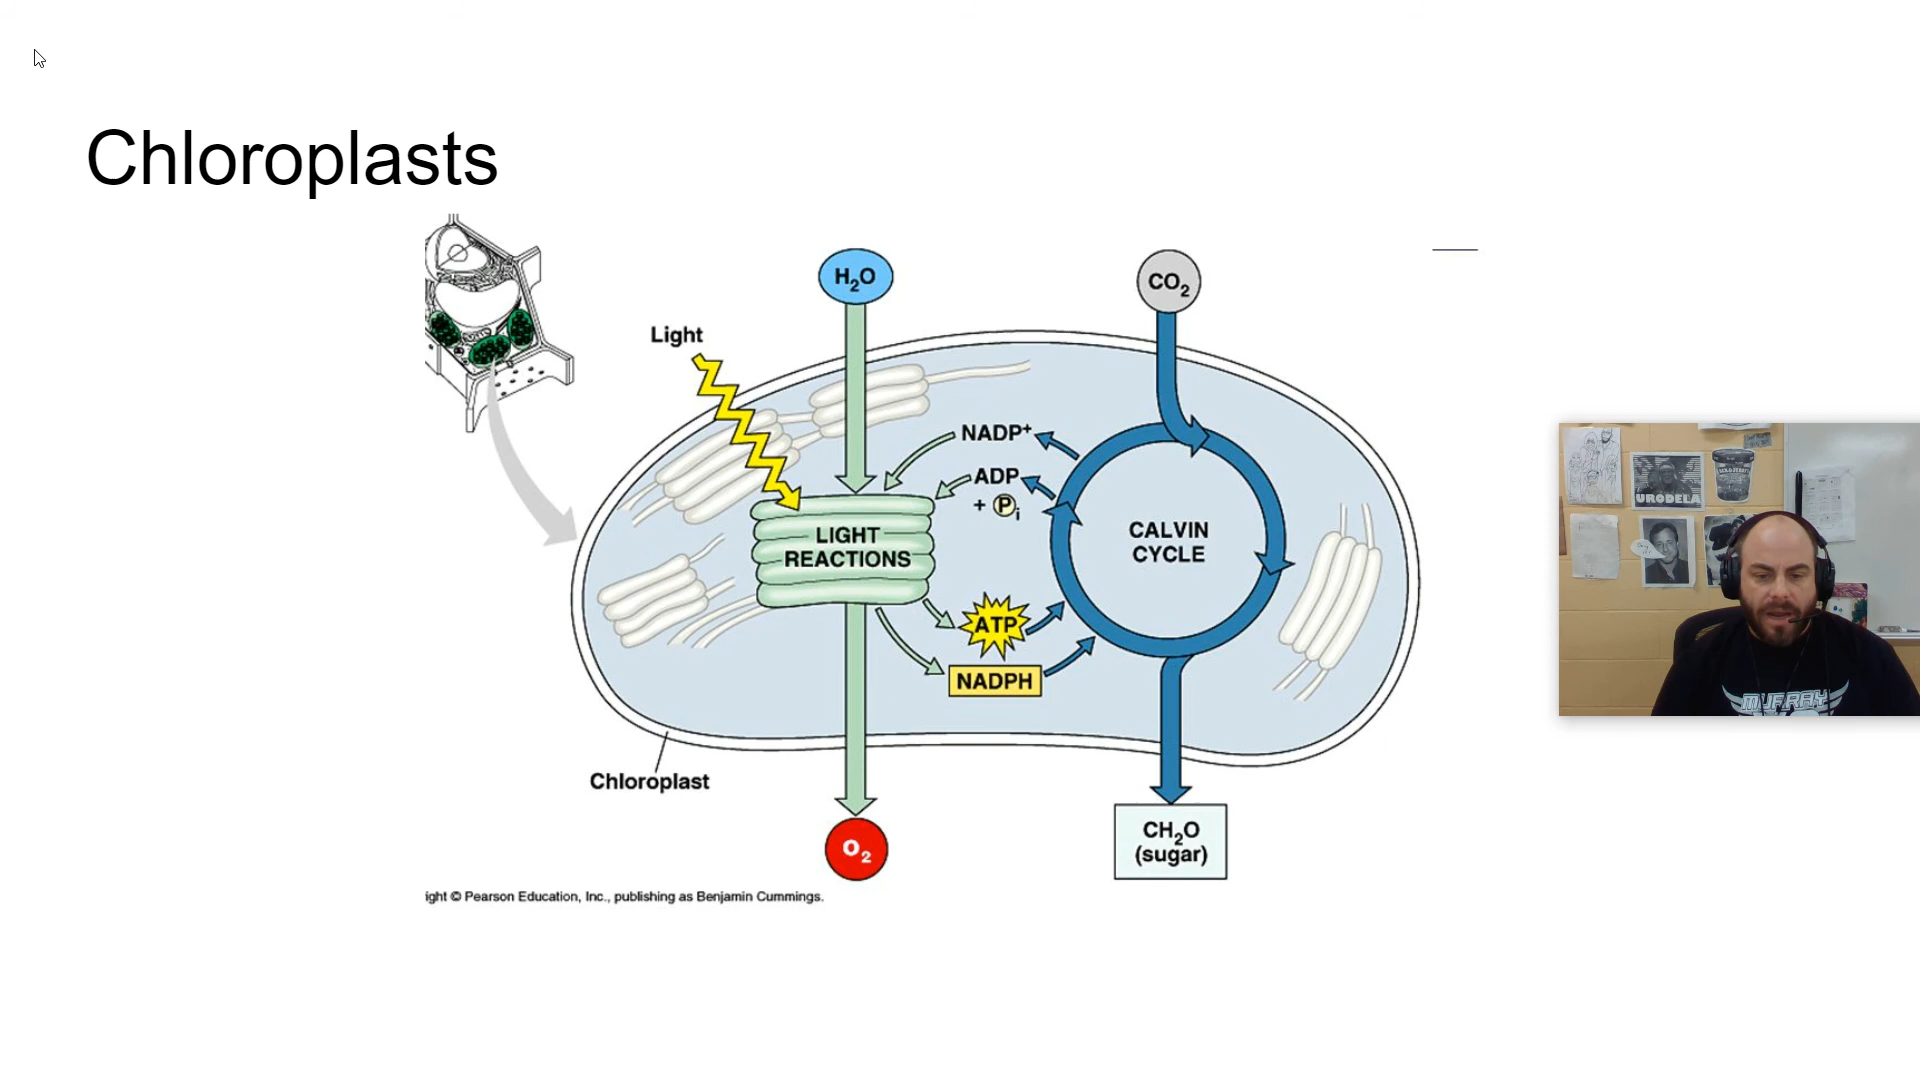 Chloroplasts
H₂O
CO₂
Light
NADP⁺
ADP
+ Pᵢ
LIGHT
REACTIONS
CALVIN
CYCLE
ATP
NADPH
Chloroplast
O₂
CH₂O
(sugar)
ight © Pearson Education, Inc., publishing as Benjamin Cummings.
URODELA
MURRAY